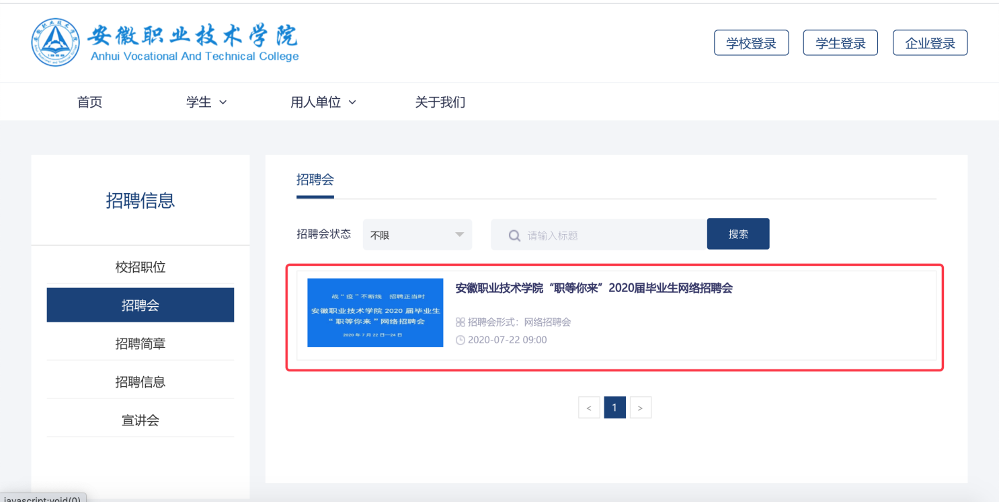 安徽职业技术学院
Anhui Vocational And Technical College
学校登录
学生登录
企业登录
首页
学生
用人单位
关于我们
招聘信息
校招职位
招聘会
招聘简章
招聘信息
宣讲会
招聘会
招聘会状态
不限
请输入标题
搜索
战“疫”不断线 招聘正当时
安徽职业技术学院 2020 届毕业生
“职等你来”网络招聘会
2020 年 7 月 22 日—24 日
安徽职业技术学院“职等你来”2020届毕业生网络招聘会
招聘会形式：网络招聘会
2020-07-22 09:00
< 1 >
javascript:void(0)